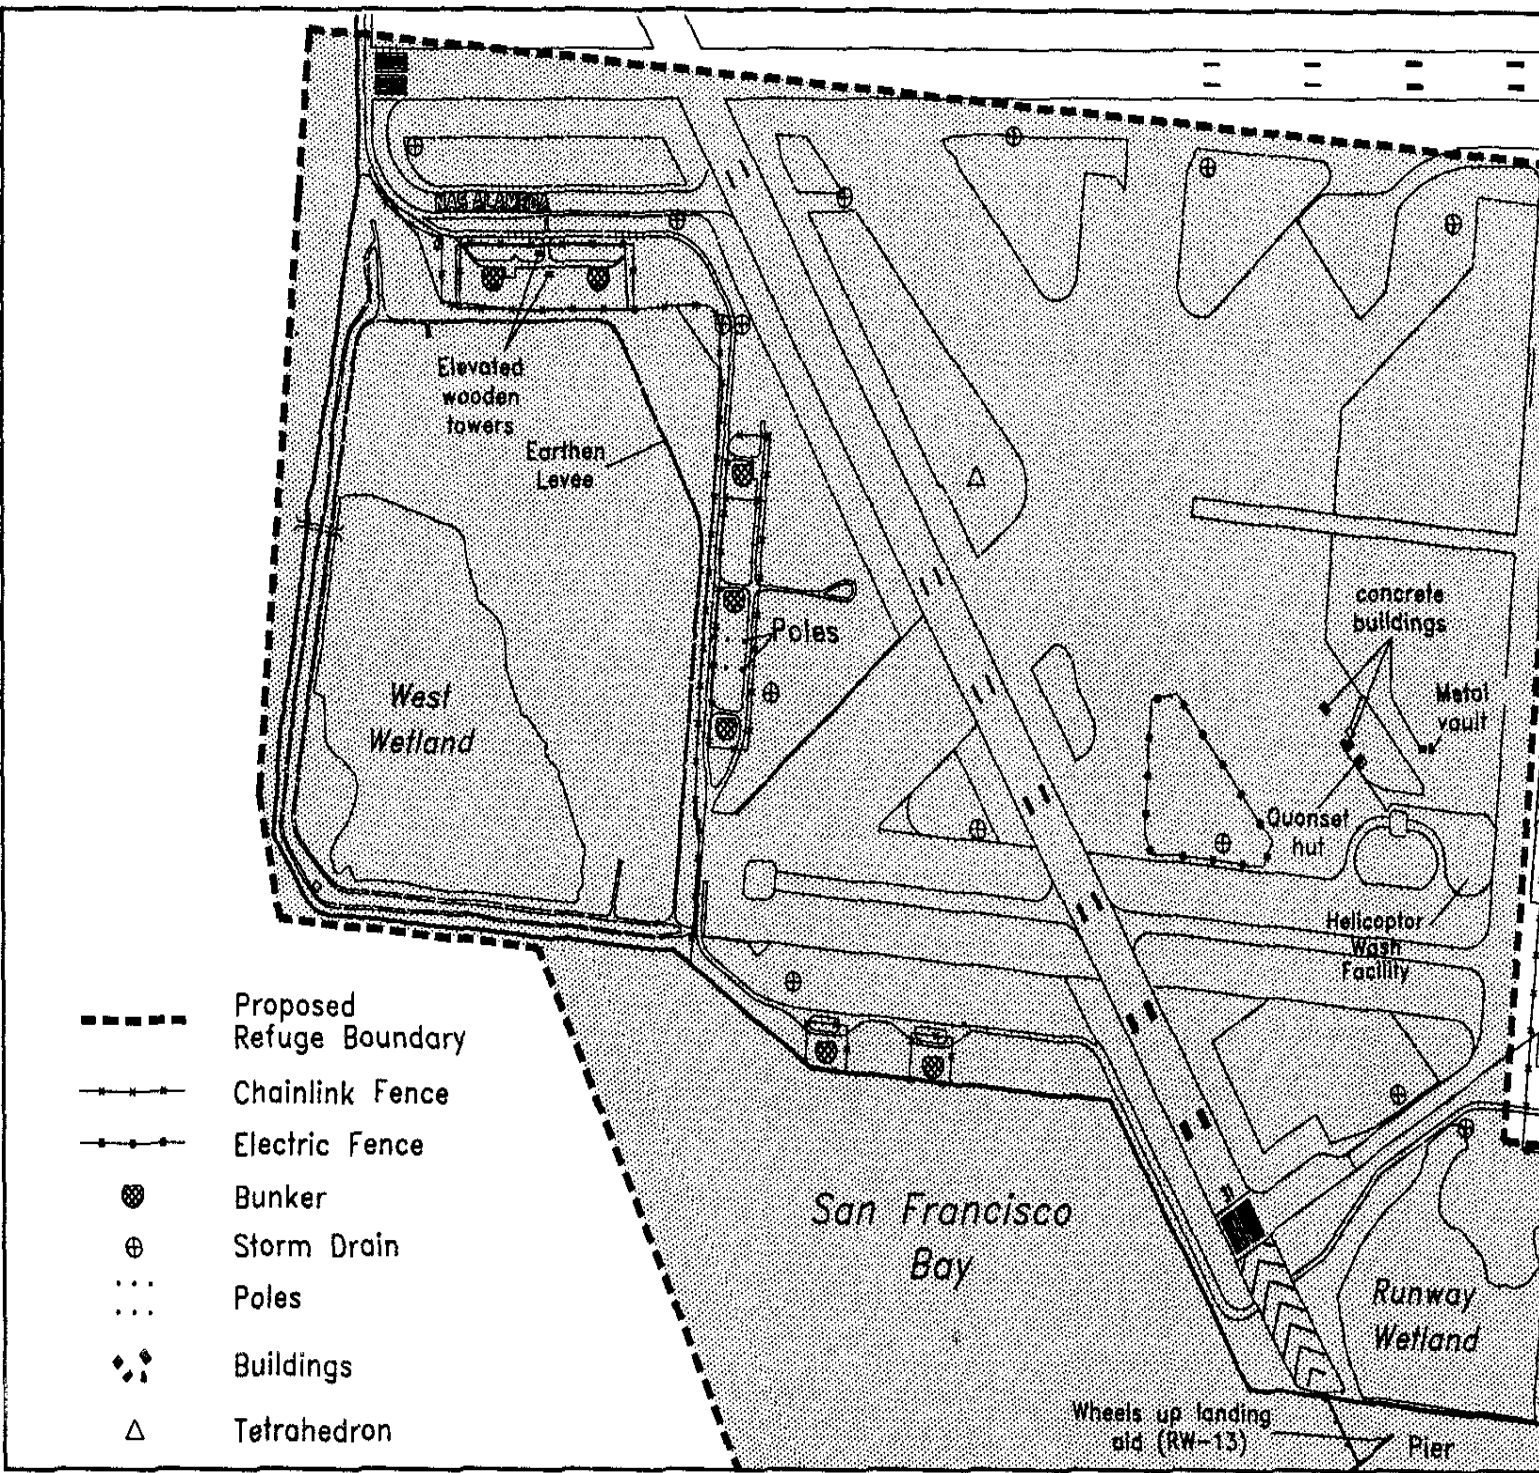 NAS ALAMEDA
Elevated
wooden
towers
Earthen
Levee
concrete
buildings
Poles
West
Wetland
Metal
vault
Quonset
hut
Helicoptor
Wash
Facility
Proposed
Refuge Boundary
Chainlink Fence
Electric Fence
Bunker
Storm Drain
Poles
Buildings
Tetrahedron
San Francisco
Bay
Runway
Wetland
Wheels up landing
aid (RW-13)
Pier